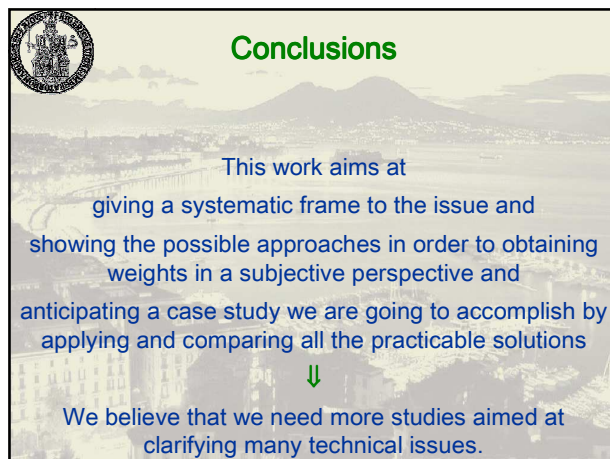 Conclusions
This work aims at
giving a systematic frame to the issue and
showing the possible approaches in order to obtaining
weights in a subjective perspective and
anticipating a case study we are going to accomplish by
applying and comparing all the practicable solutions
⇓
We believe that we need more studies aimed at
clarifying many technical issues.